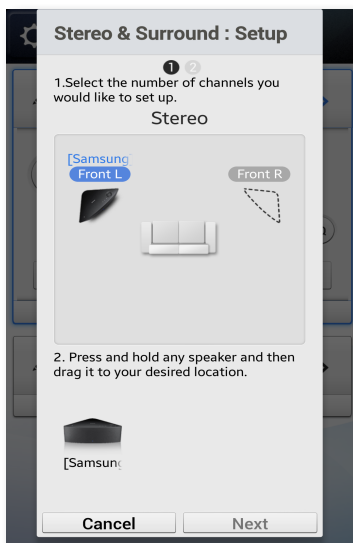 Stereo & Surround : Setup
1 2
1.Select the number of channels you
would like to set up.
Stereo
[Samsung
Front L Front R
2. Press and hold any speaker and then
drag it to your desired location.
[Samsung
Cancel Next